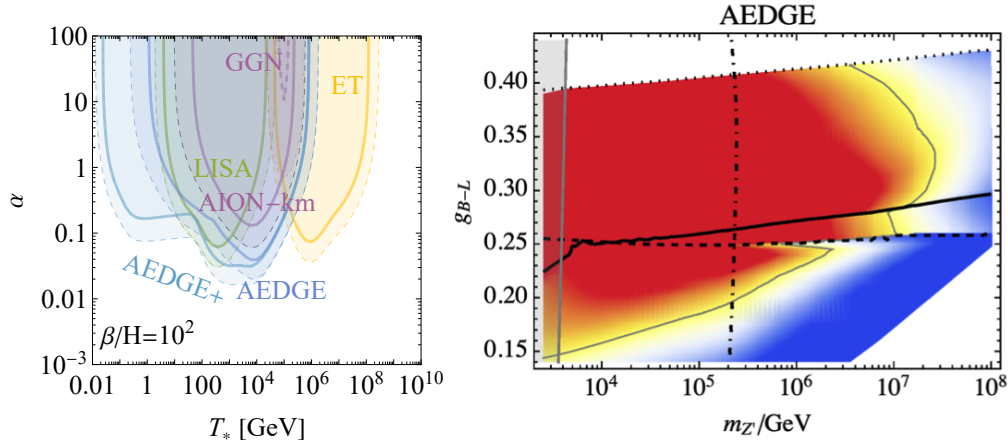 100
10
1
0.1
0.01
10⁻³
α
GGN
ET
LISA
AION-km
AEDGE+
AEDGE
β/H=10²
0.01
1
100
10⁴
10⁶
10⁸
10¹⁰
T* [GeV]
AEDGE
0.40
0.35
0.30
0.25
0.20
0.15
g_B-L
10⁴
10⁵
10⁶
10⁷
10⁸
m_Z'/GeV